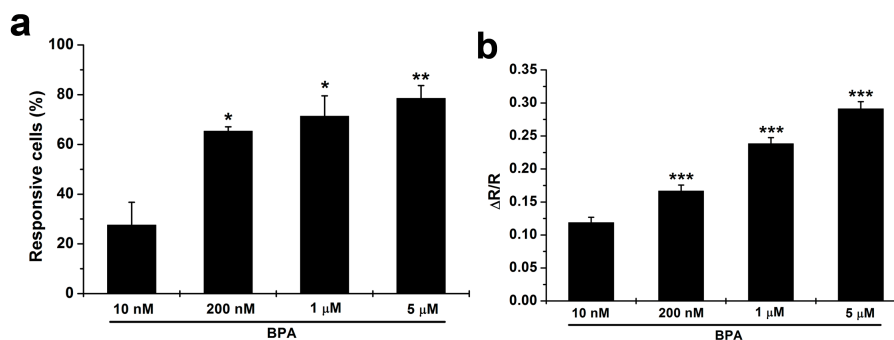 a
Responsive cells (%)
100
80
60
40
20
0
*
*
**
10 nM 200 nM 1 μM 5 μM
BPA
b
ΔR/R
0.35
0.30
0.25
0.20
0.15
0.10
0.05
0.00
***
***
***
10 nM 200 nM 1 μM 5 μM
BPA